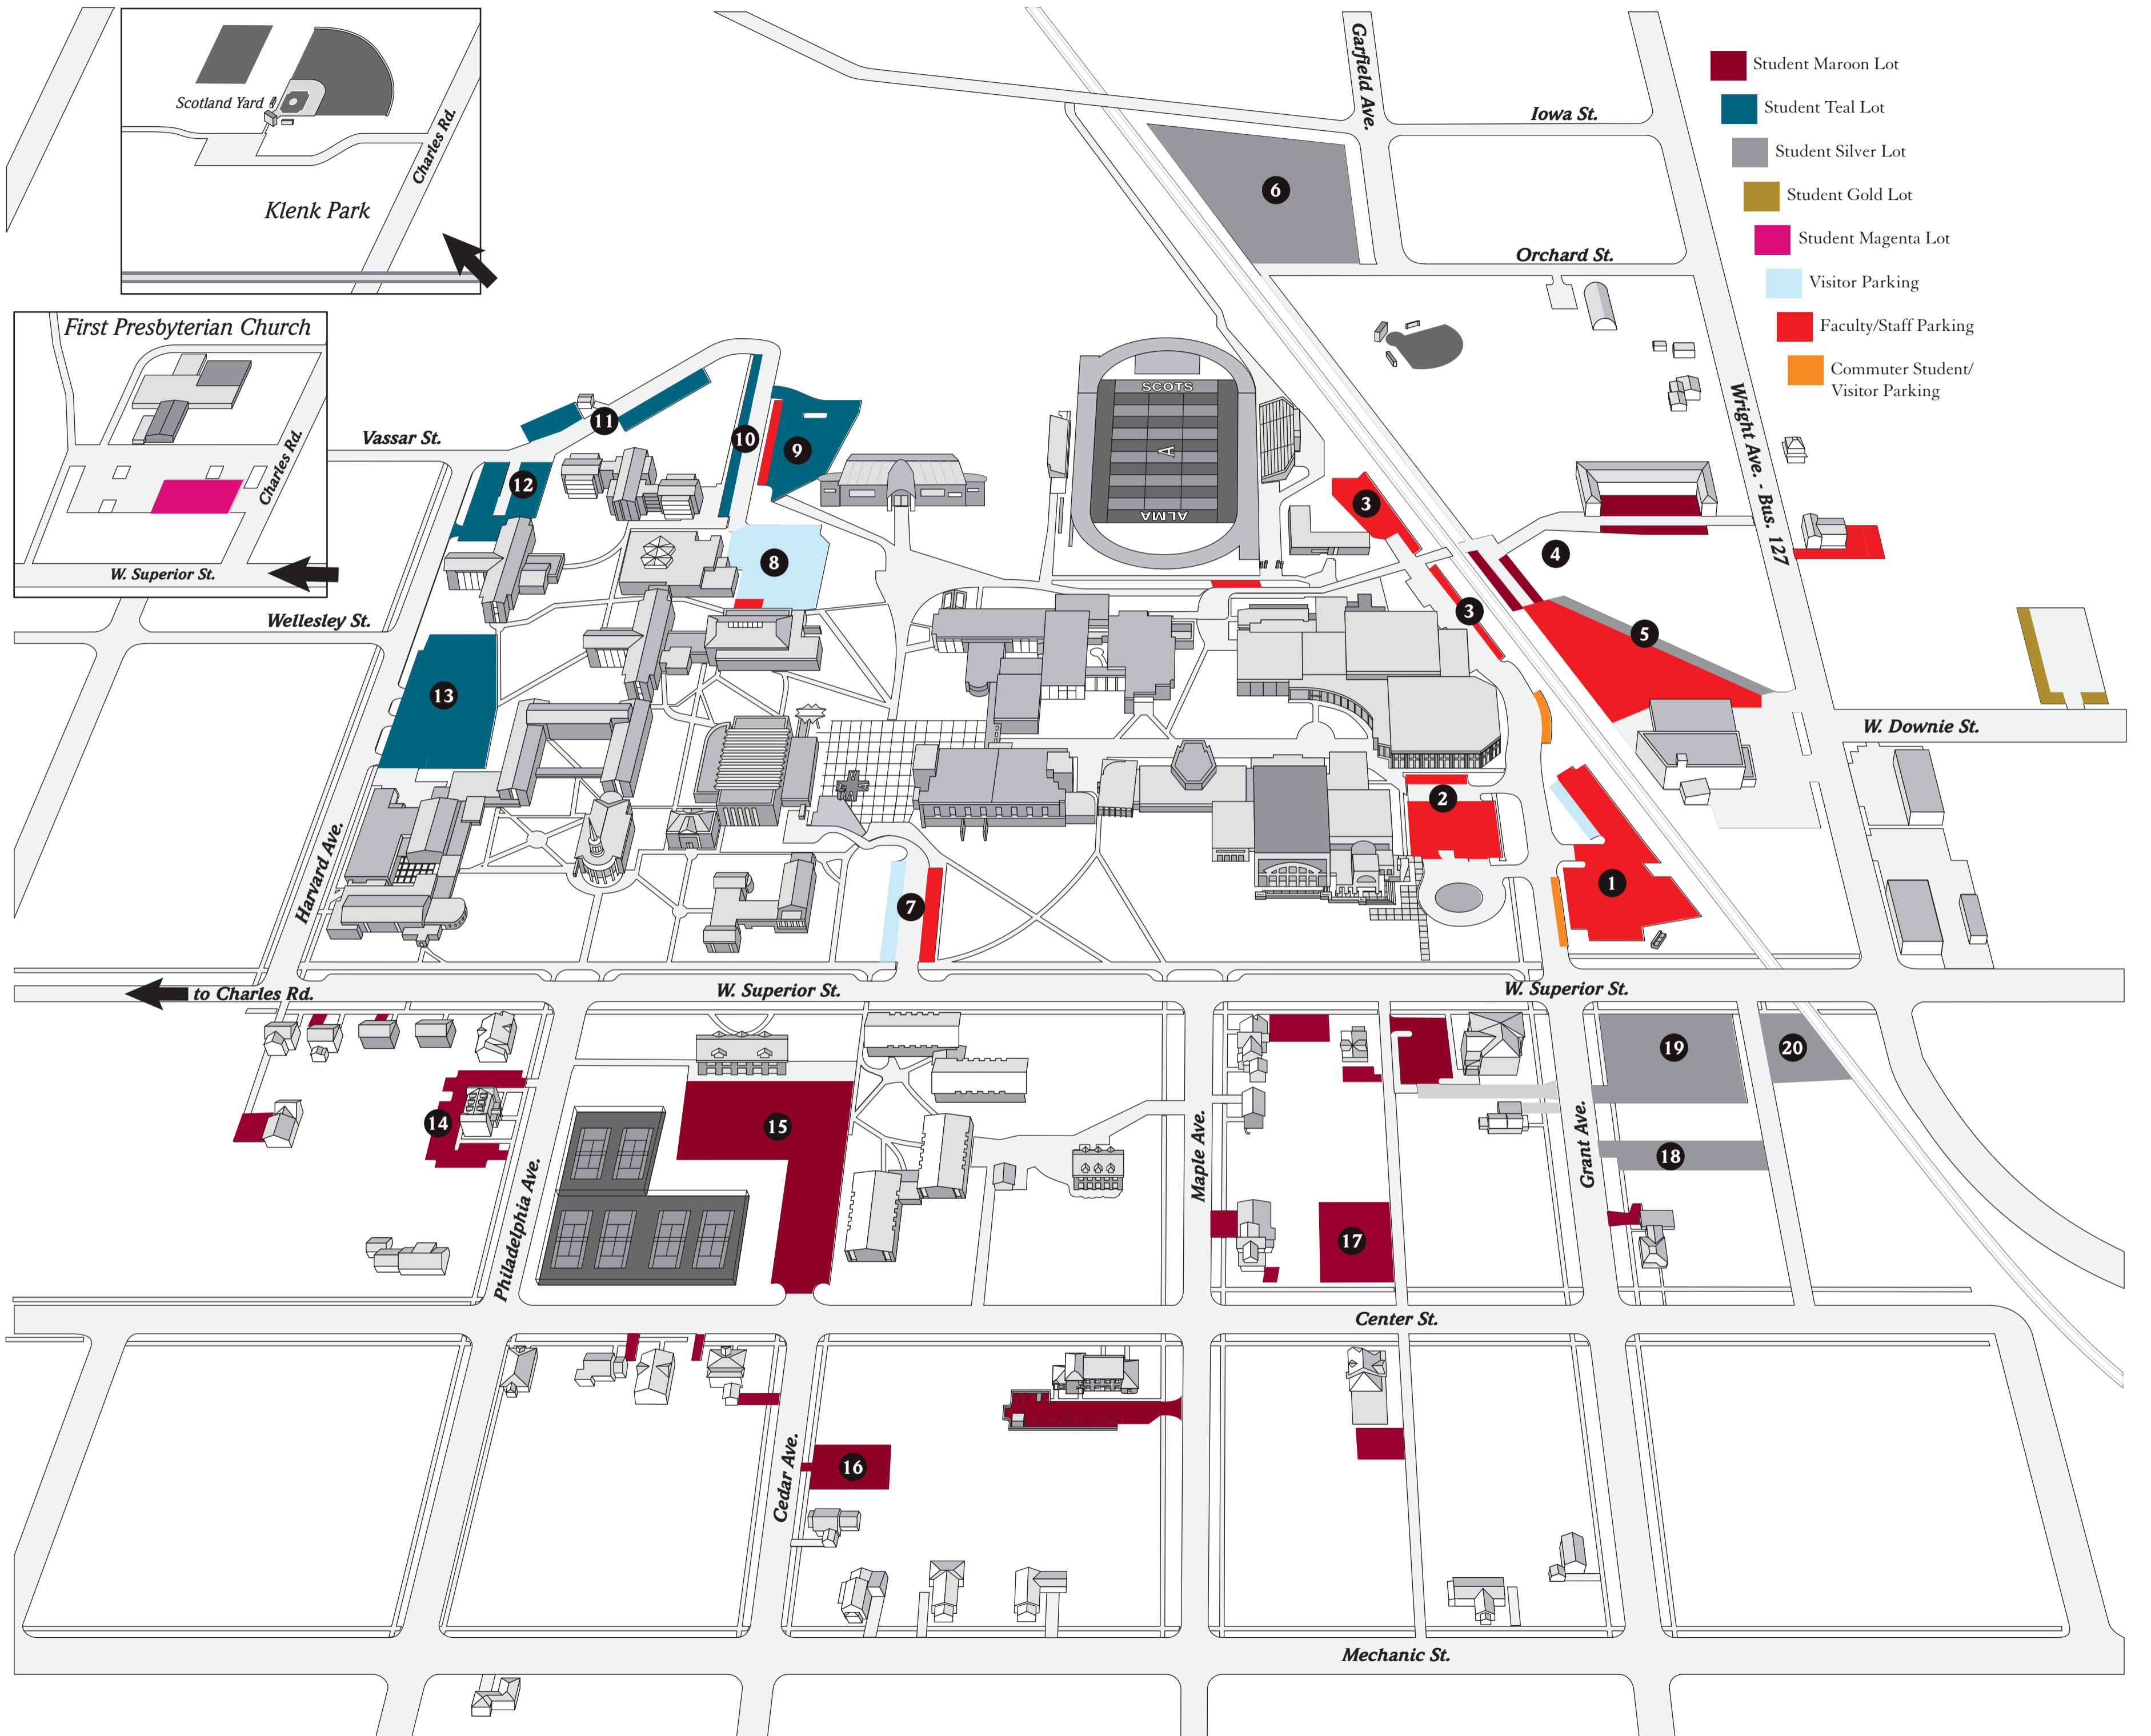 Scotland Yard
Charles Rd.
Klenk Park
First Presbyterian Church
Charles Rd.
W. Superior St.
Garfield Ave.
Iowa St.
Orchard St.
Wright Ave. - Bus. 127
Student Maroon Lot
Student Teal Lot
Student Silver Lot
Student Gold Lot
Student Magenta Lot
Visitor Parking
Faculty/Staff Parking
Commuter Student/
Visitor Parking
6
SCOTS
A
ALMA
Vassar St.
11
10
9
12
3
8
4
Wellesley St.
3
5
13
W. Downie St.
2
Harvard Ave.
1
7
to Charles Rd.
W. Superior St.
W. Superior St.
19
20
14
15
Maple Ave.
Grant Ave.
18
Philadelphia Ave.
17
Center St.
Cedar Ave.
16
Mechanic St.